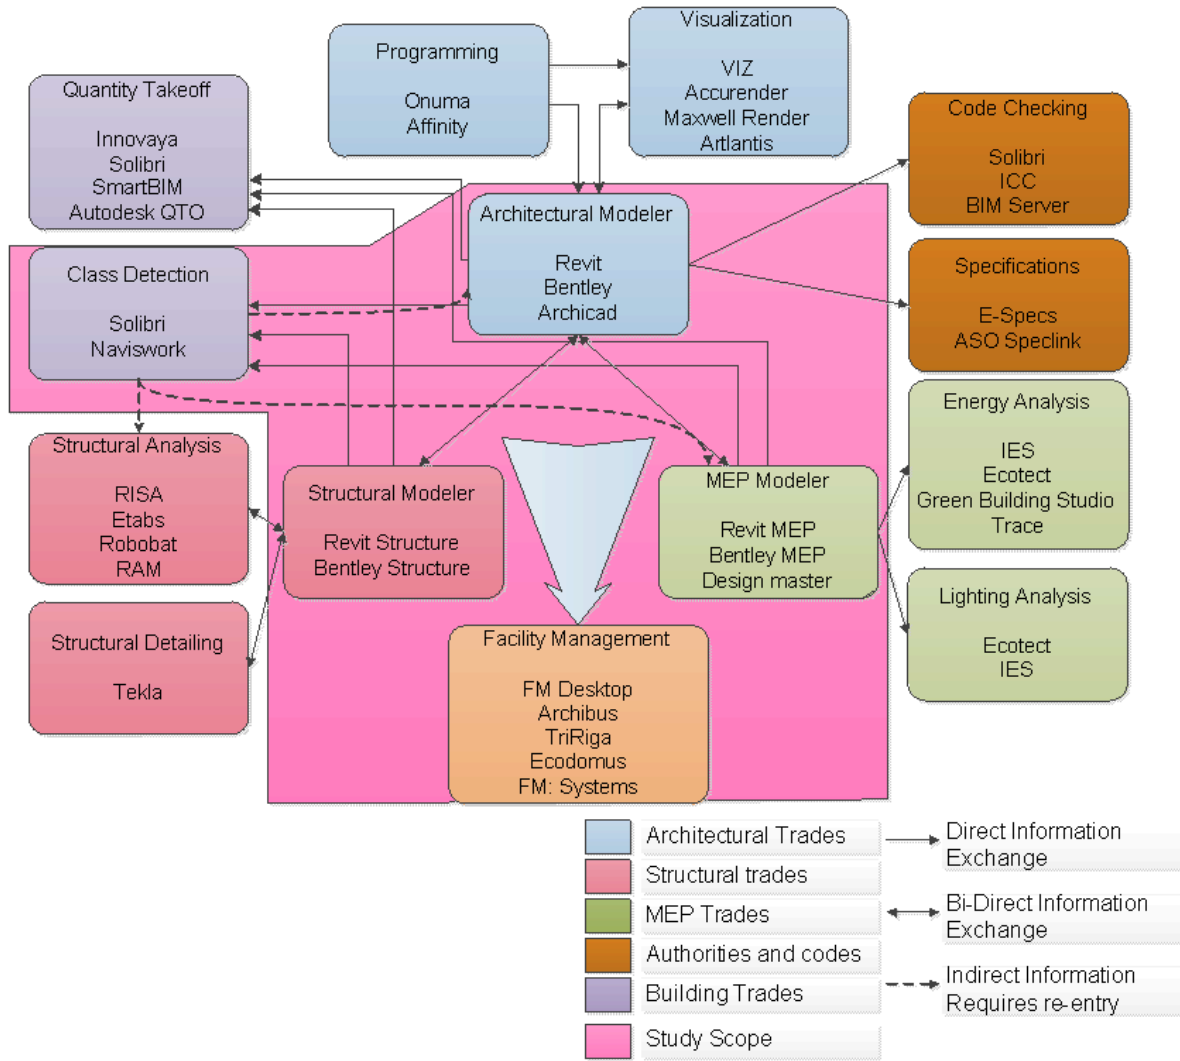 Programming
Onuma
Affinity
Visualization
VIZ
Accurender
Maxwell Render
Artlantis
Quantity Takeoff
Innovaya
Solibri
SmartBIM
Autodesk QTO
Code Checking
Solibri
ICC
BIM Server
Architectural Modeler
Revit
Bentley
Archicad
Class Detection
Solibri
Naviswork
Specifications
E-Specs
ASO Speclink
Structural Analysis
RISA
Etabs
Robobat
RAM
Structural Modeler
Revit Structure
Bentley Structure
MEP Modeler
Revit MEP
Bentley MEP
Design master
Energy Analysis
IES
Ecotect
Green Building Studio
Trace
Structural Detailing
Tekla
Facility Management
FM Desktop
Archibus
TriRiga
Ecodomus
FM: Systems
Lighting Analysis
Ecotect
IES
Architectural Trades
Structural trades
MEP Trades
Authorities and codes
Building Trades
Study Scope
Direct Information
Exchange
Bi-Direct Information
Exchange
Indirect Information
Requires re-entry